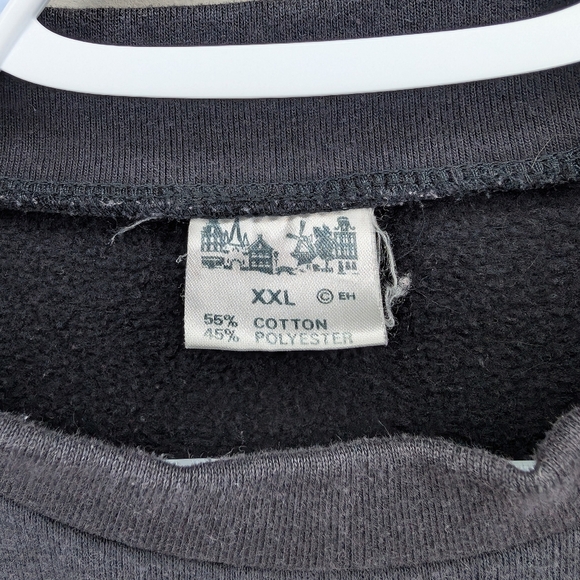 XXL © EH
55% COTTON
45% POLYESTER